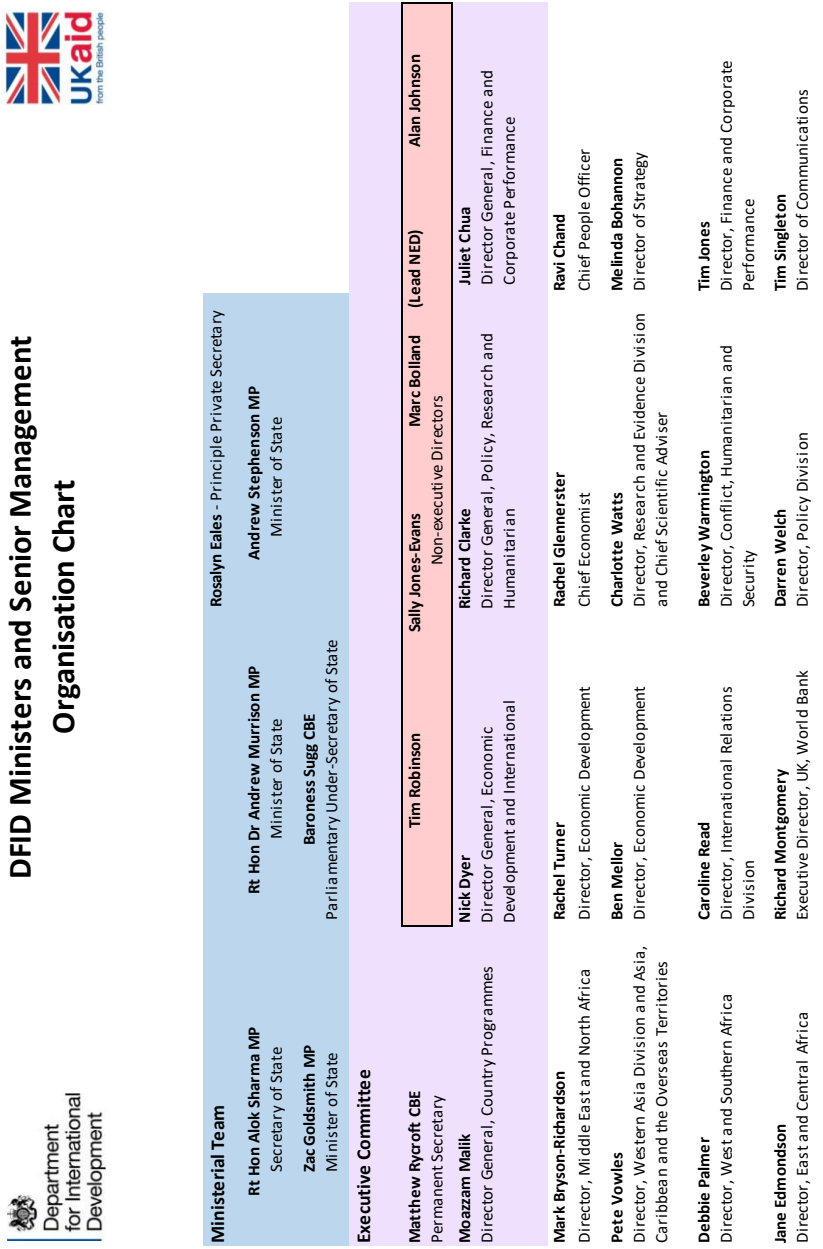 Department
for International
Development
DFID Ministers and Senior Management
Organisation Chart
UKaid
from the British people
Ministerial Team
Rosalyn Eales - Principle Private Secretary
Rt Hon Alok Sharma MP
Secretary of State
Rt Hon Dr Andrew Murrison MP
Minister of State
Andrew Stephenson MP
Minister of State
Zac Goldsmith MP
Minister of State
Baroness Sugg CBE
Parliamentary Under-Secretary of State
Executive Committee
Matthew Rycroft CBE
Permanent Secretary
Tim Robinson Sally Jones-Evans Marc Bolland (Lead NED) Alan Johnson
Non-executive Directors
Moazzam Malik
Director General, Country Programmes
Nick Dyer
Director General, Economic
Development and International
Richard Clarke
Director General, Policy, Research and
Humanitarian
Juliet Chua
Director General, Finance and
Corporate Performance
Mark Bryson-Richardson
Director, Middle East and North Africa
Rachel Turner
Director, Economic Development
Rachel Glennerster
Chief Economist
Ravi Chand
Chief People Officer
Pete Vowles
Director, Western Asia Division and Asia,
Caribbean and the Overseas Territories
Ben Mellor
Director, Economic Development
Charlotte Watts
Director, Research and Evidence Division
and Chief Scientific Adviser
Melinda Bohannon
Director of Strategy
Debbie Palmer
Director, West and Southern Africa
Caroline Read
Director, International Relations
Division
Beverley Warmington
Director, Conflict, Humanitarian and
Security
Tim Jones
Director, Finance and Corporate
Performance
Jane Edmondson
Director, East and Central Africa
Richard Montgomery
Executive Director, UK, World Bank
Darren Welch
Director, Policy Division
Tim Singleton
Director of Communications